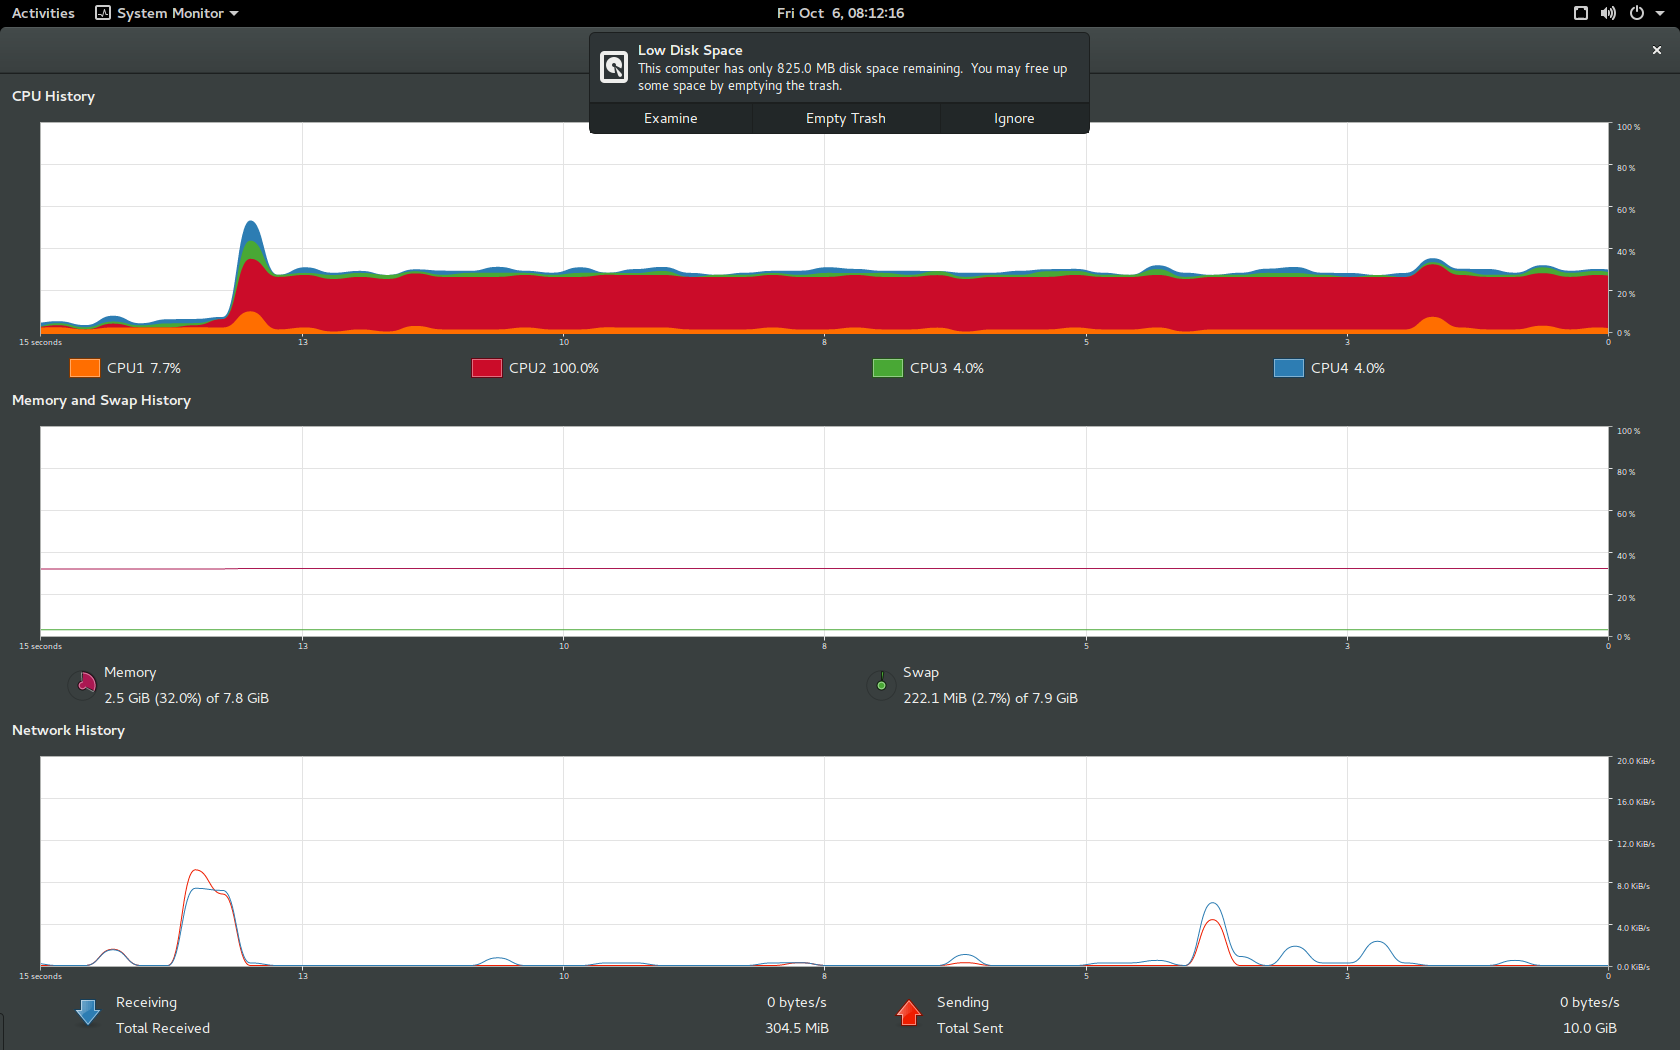 Activities System Monitor Fri Oct 6, 08:12:16
Low Disk Space
This computer has only 825.0 MB disk space remaining. You may free up
some space by emptying the trash.
Examine Empty Trash Ignore
CPU History
100 %
80 %
60 %
40 %
20 %
0 %
15 seconds 13 10 8 5 3 0
CPU1 7.7% CPU2 100.0% CPU3 4.0% CPU4 4.0%
Memory and Swap History
100 %
80 %
60 %
40 %
20 %
0 %
15 seconds 13 10 8 5 3 0
Memory Swap
2.5 GiB (32.0%) of 7.8 GiB 222.1 MiB (2.7%) of 7.9 GiB
Network History
20.0 KiB/s
16.0 KiB/s
12.0 KiB/s
8.0 KiB/s
4.0 KiB/s
0.0 KiB/s
15 seconds 13 10 8 5 3 0
Receiving 0 bytes/s Sending 0 bytes/s
Total Received 304.5 MiB Total Sent 10.0 GiB